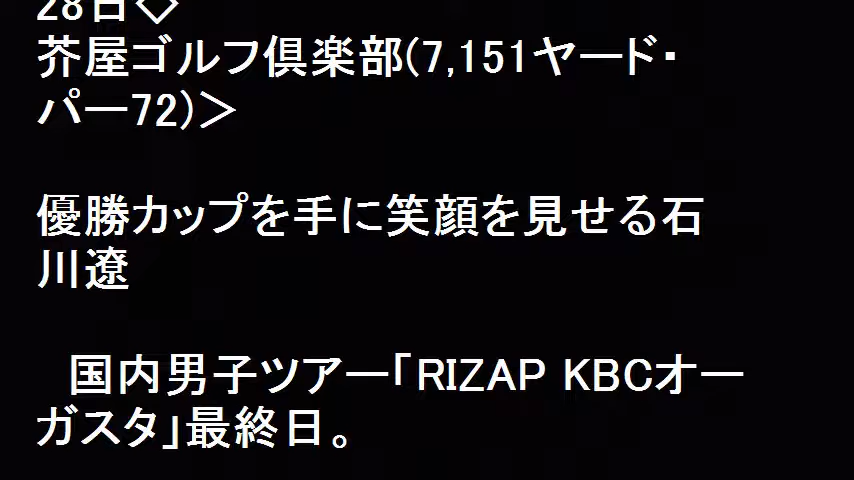 28日◇
芥屋ゴルフ倶楽部(7,151ヤード・
パー72)＞
優勝カップを手に笑顔を見せる石
川遼
国内男子ツアー「RIZAP KBCオー
ガスタ」最終日。